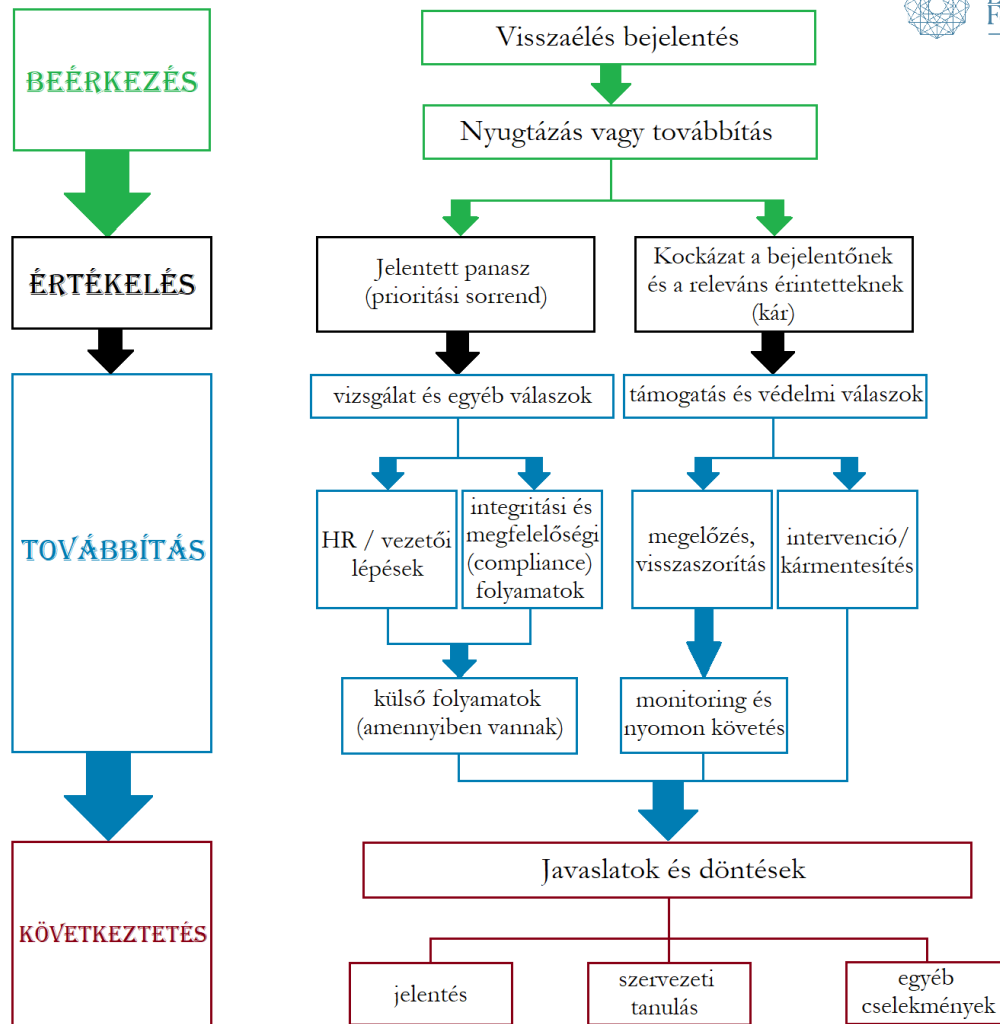 BEÉRKEZÉS
Visszaélés bejelentés
Nyugtázás vagy továbbítás
ÉRTÉKELÉS
Jelentett panasz
(prioritási sorrend)
Kockázat a bejelentőnek
és a releváns érintetteknek
(kár)
TOVÁBBÍTÁS
vizsgálat és egyéb válaszok
támogatás és védelmi válaszok
HR / vezetői
lépések
integritási és
megfelelőségi
(compliance)
folyamatok
megelőzés,
visszaszorítás
intervenció/
kármentesítés
külső folyamatok
(amennyiben vannak)
monitoring és
nyomon követés
KÖVETKEZTETÉS
Javaslatok és döntések
jelentés
szervezeti
tanulás
egyéb
cselekmények